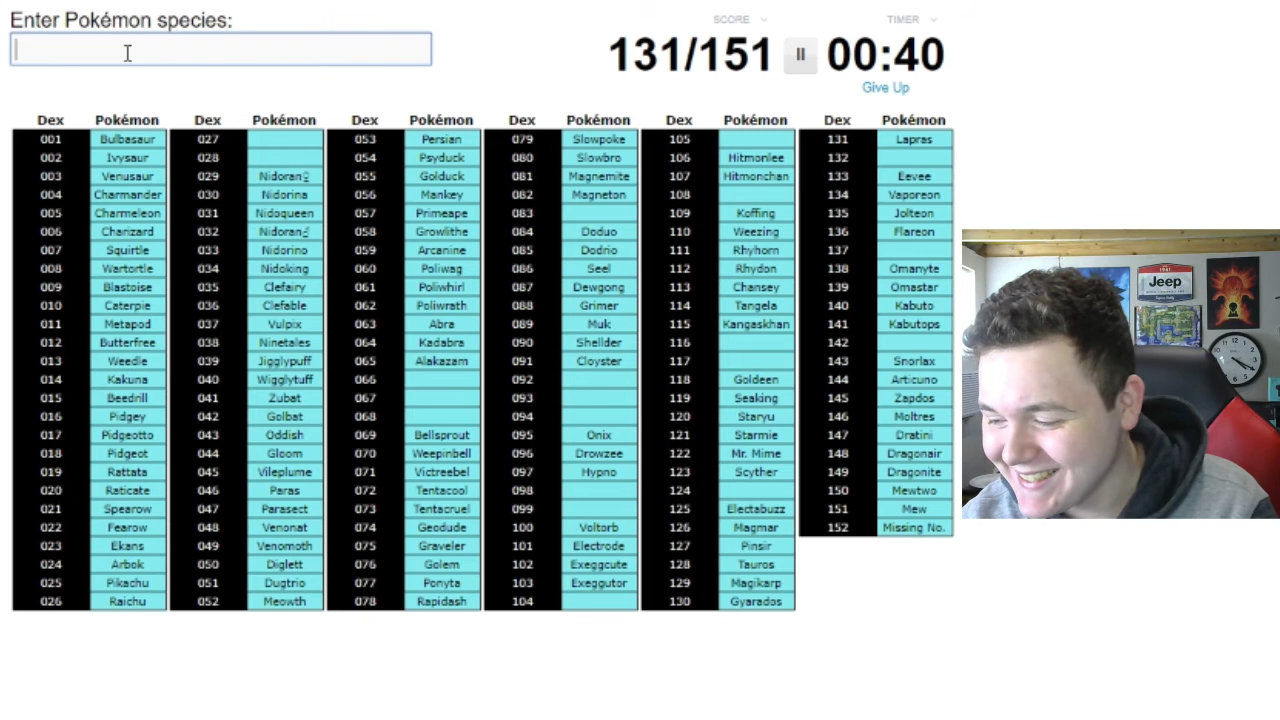 Enter Pokémon species:
SCORE
TIMER
131/151
00:40
Give Up
Dex Pokémon Dex Pokémon Dex Pokémon Dex Pokémon Dex Pokémon Dex Pokémon
001 Bulbasaur 027 053 Persian 079 Slowpoke 105 131 Lapras
002 Ivysaur 028 054 Psyduck 080 Slowbro 106 Hitmonlee 132
003 Venusaur 029 Nidoran♀ 055 Golduck 081 Magnemite 107 Hitmonchan 133 Eevee
004 Charmander 030 Nidorina 056 Mankey 082 Magneton 108 134 Vaporeon
005 Charmeleon 031 Nidoqueen 057 Primeape 083 109 Koffing 135 Jolteon
006 Charizard 032 Nidoran♂ 058 Growlithe 084 Doduo 110 Weezing 136 Flareon
007 Squirtle 033 Nidorino 059 Arcanine 085 Dodrio 111 Rhyhorn 137
008 Wartortle 034 Nidoking 060 Poliwag 086 Seel 112 Rhydon 138 Omanyte
009 Blastoise 035 Clefairy 061 Poliwhirl 087 Dewgong 113 Chansey 139 Omastar
010 Caterpie 036 Clefable 062 Poliwrath 088 Grimer 114 Tangela 140 Kabuto
011 Metapod 037 Vulpix 063 Abra 089 Muk 115 Kangaskhan 141 Kabutops
012 Butterfree 038 Ninetales 064 Kadabra 090 Shellder 116 142
013 Weedle 039 Jigglypuff 065 Alakazam 091 Cloyster 117 143 Snorlax
014 Kakuna 040 Wigglytuff 066 092 118 Goldeen 144 Articuno
015 Beedrill 041 Zubat 067 093 119 Seaking 145 Zapdos
016 Pidgey 042 Golbat 068 094 120 Staryu 146 Moltres
017 Pidgeotto 043 Oddish 069 Bellsprout 095 Onix 121 Starmie 147 Dratini
018 Pidgeot 044 Gloom 070 Weepinbell 096 Drowzee 122 Mr. Mime 148 Dragonair
019 Rattata 045 Vileplume 071 Victreebel 097 Hypno 123 Scyther 149 Dragonite
020 Raticate 046 Paras 072 Tentacool 098 124 150 Mewtwo
021 Spearow 047 Parasect 073 Tentacruel 099 125 Electabuzz 151 Mew
022 Fearow 048 Venonat 074 Geodude 100 Voltorb 126 Magmar 152 Missing No.
023 Ekans 049 Venomoth 075 Graveler 101 Electrode 127 Pinsir
024 Arbok 050 Diglett 076 Golem 102 Exeggcute 128 Tauros
025 Pikachu 051 Dugtrio 077 Ponyta 103 Exeggutor 129 Magikarp
026 Raichu 052 Meowth 078 Rapidash 104 130 Gyarados
Jeep